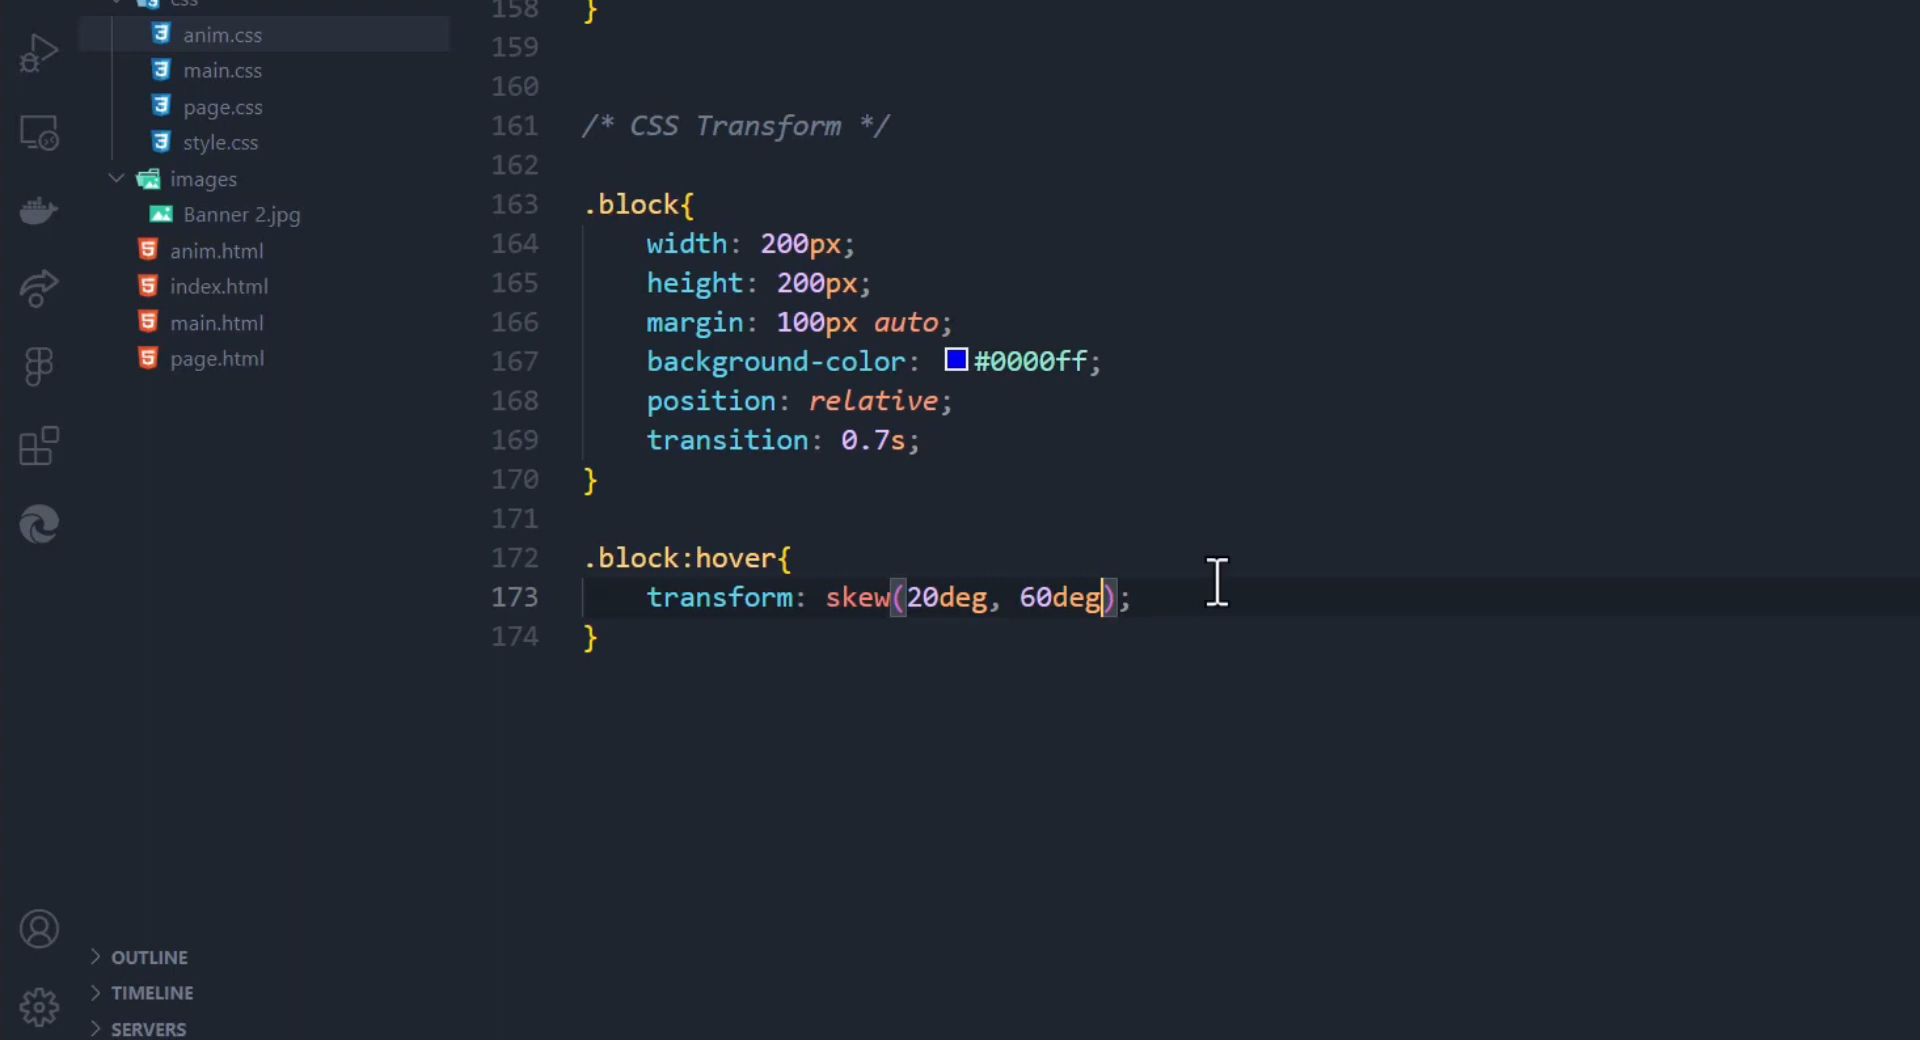 css
anim.css
main.css
page.css
style.css
images
Banner 2.jpg
anim.html
index.html
main.html
page.html
OUTLINE
TIMELINE
SERVERS
158 }
159
160
161 /* CSS Transform */
162
163 .block{
164 width: 200px;
165 height: 200px;
166 margin: 100px auto;
167 background-color: #0000ff;
168 position: relative;
169 transition: 0.7s;
170 }
171
172 .block:hover{
173 transform: skew(20deg, 60deg);
174 }